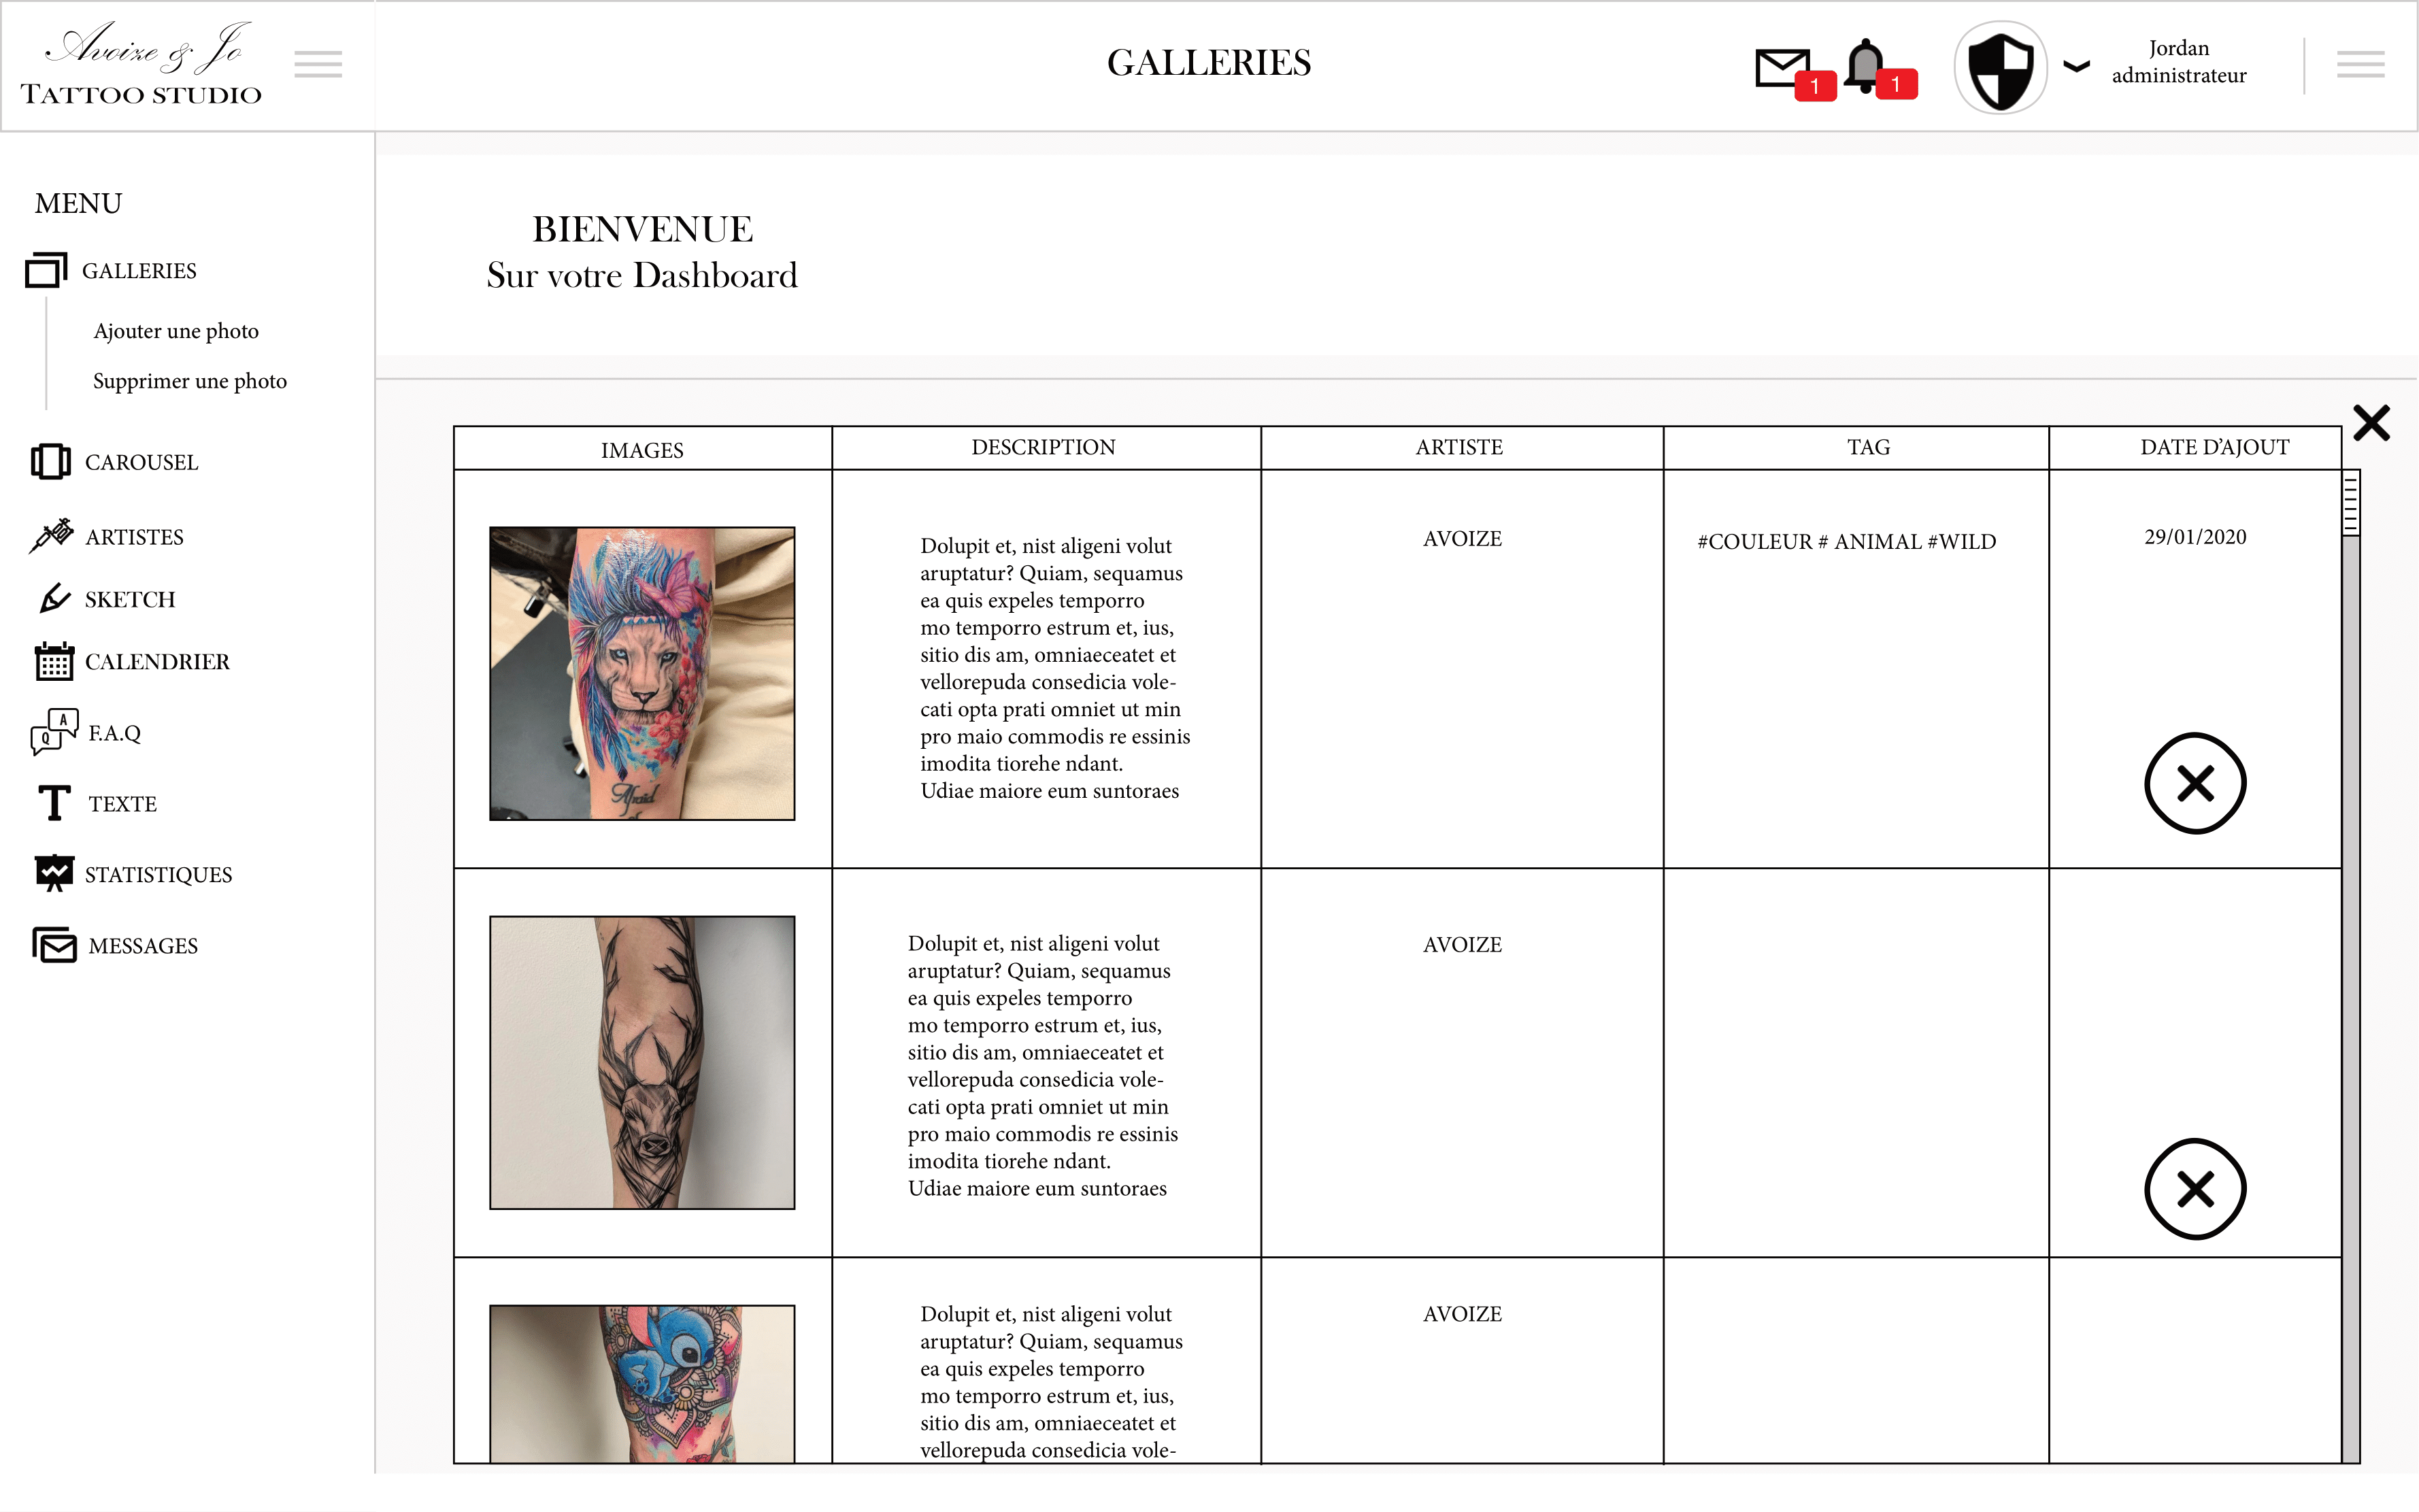 Avoize & Jo
TATTOO STUDIO
GALLERIES
1
1
Jordan
administrateur
MENU
GALLERIES
Ajouter une photo
Supprimer une photo
CAROUSEL
ARTISTES
SKETCH
CALENDRIER
A
Q
F.A.Q
T
TEXTE
STATISTIQUES
MESSAGES
BIENVENUE
Sur votre Dashboard
IMAGES
DESCRIPTION
ARTISTE
TAG
DATE D’AJOUT
Afraid
Dolupit et, nist aligeni volut
aruptatur? Quiam, sequamus
ea quis expeles temporro
mo temporro estrum et, ius,
sitio dis am, omniaeceatet et
vellorepuda consedicia vole-
cati opta prati omniet ut min
pro maio commodis re essinis
imodita tiorehe ndant.
Udiae maiore eum suntoraes
AVOIZE
#COULEUR # ANIMAL #WILD
29/01/2020
Dolupit et, nist aligeni volut
aruptatur? Quiam, sequamus
ea quis expeles temporro
mo temporro estrum et, ius,
sitio dis am, omniaeceatet et
vellorepuda consedicia vole-
cati opta prati omniet ut min
pro maio commodis re essinis
imodita tiorehe ndant.
Udiae maiore eum suntoraes
AVOIZE
Dolupit et, nist aligeni volut
aruptatur? Quiam, sequamus
ea quis expeles temporro
mo temporro estrum et, ius,
sitio dis am, omniaeceatet et
vellorepuda consedicia vole-
AVOIZE